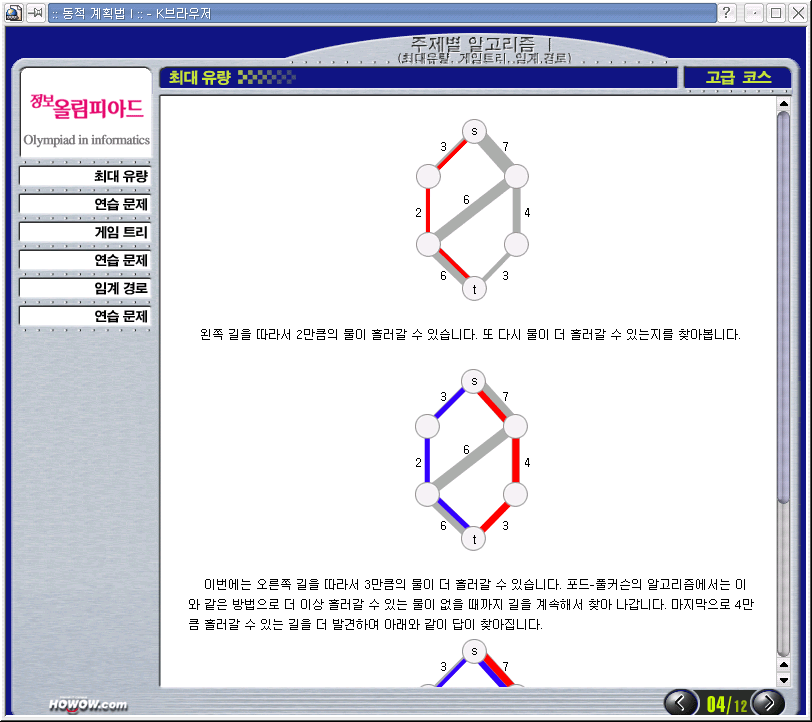 :: 동적 계획법 I :: - K브라우저
주제별 알고리즘 Ⅰ
(최대유량, 게임트리, 임계경로)
최대 유량
고급 코스
정보올림피아드
Olympiad in informatics
최대 유량
연습 문제
게임 트리
연습 문제
임계 경로
연습 문제
s
3 7
6
2 4
6 3
t
왼쪽 길을 따라서 2만큼의 물이 흘러갈 수 있습니다. 또 다시 물이 더 흘러갈 수 있는지를 찾아봅니다.
s
3 7
6
2 4
6 3
t
이번에는 오른쪽 길을 따라서 3만큼의 물이 더 흘러갈 수 있습니다. 포드-풀커슨의 알고리즘에서는 이
와 같은 방법으로 더 이상 흘러갈 수 있는 물이 없을 때까지 길을 계속해서 찾아 나갑니다. 마지막으로 4만
큼 흘러갈 수 있는 길을 더 발견하여 아래와 같이 답이 찾아집니다.
s
3 7
HOWOW.com
04/12